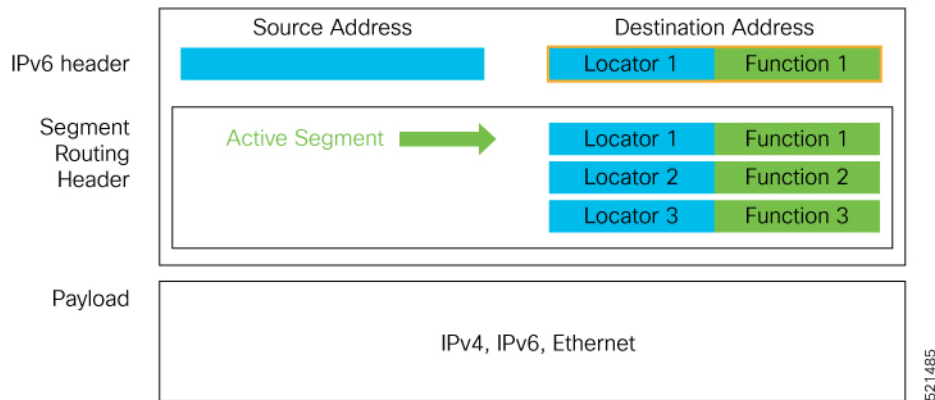 Source Address
Destination Address
IPv6 header
Locator 1
Function 1
Segment
Routing
Header
Active Segment
Locator 1
Function 1
Locator 2
Function 2
Locator 3
Function 3
Payload
IPv4, IPv6, Ethernet
521485